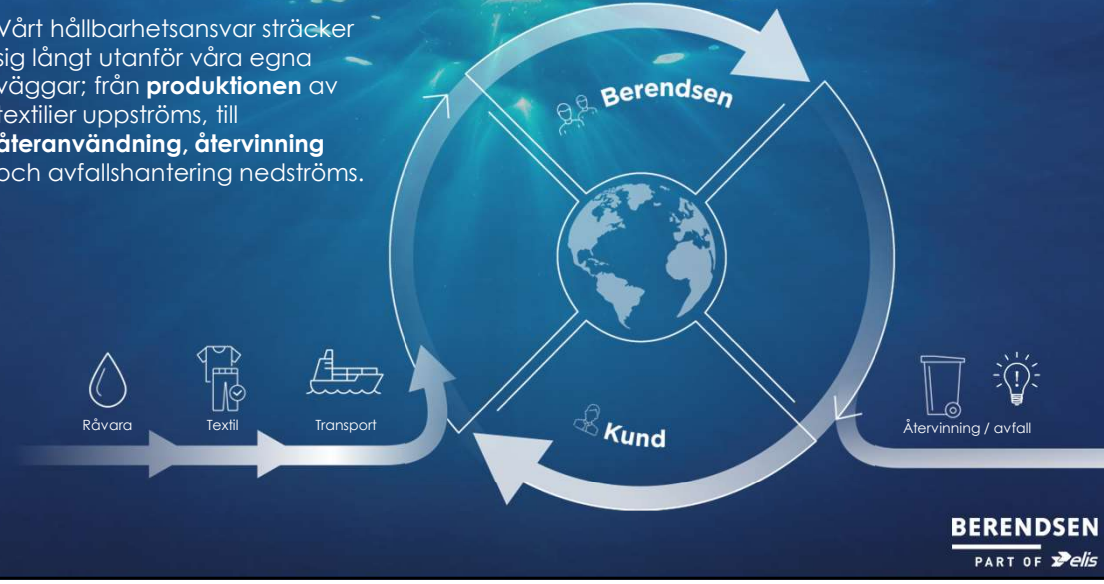 Vårt hållbarhetsansvar sträcker
sig långt utanför våra egna
väggar; från produktionen av
textilier uppströms, till
återanvändning, återvinning
och avfallshantering nedströms.
Berendsen
Råvara
Textil
Transport
Kund
Återvinning / avfall
BERENDSEN
PART OF elis